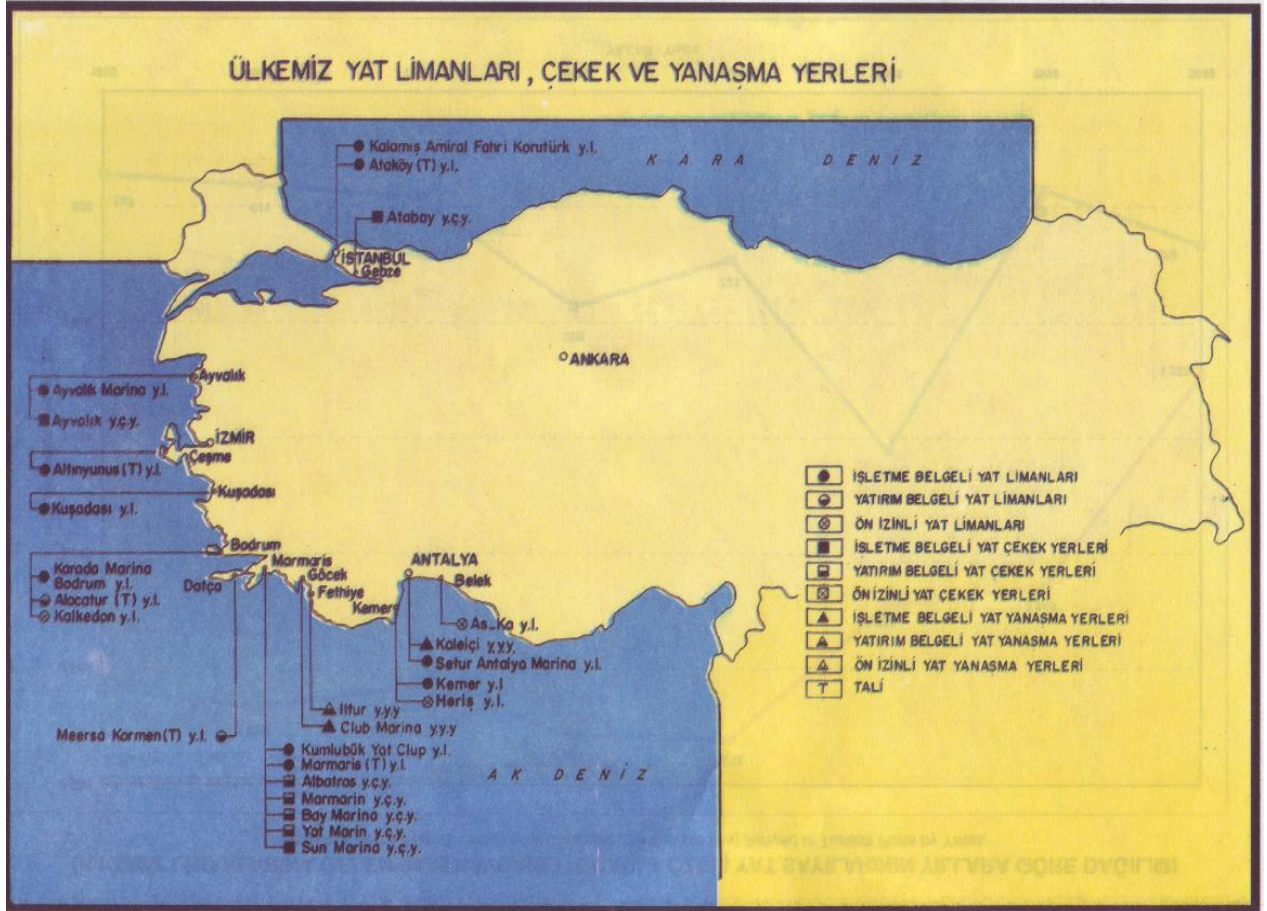 ÜLKEMİZ YAT LİMANLARI, ÇEKEK VE YANAŞMA YERLERİ
Kalamış Amiral Fahri Korutürk y.l.
Ataköy (T) y.l.
KARA DENİZ
Atabay y.ç.y.
İSTANBUL
Gebze
ANKARA
Ayvalık
Ayvalık Marina y.l.
Ayvalık y.ç.y.
İZMİR
Çeşme
Altınyunus (T) y.l.
Kuşadası
Kuşadası y.l.
Bodrum
Karada Marina
Bodrum y.l.
Alacatur (T) y.l.
Kalkedon y.l.
Datça
Marmaris
Göcek
Fethiye
Kemer
ANTALYA
Belek
As-Ka y.l.
Kaleiçi y.y.y.
Setur Antalya Marina y.l.
Kemer y.l
Heriş y.l.
Iltur y.y.y
Club Marina y.y.y
Meersa Kormen (T) y.l.
Kumlubük Yat Clup y.l.
Marmaris (T) y.l.
Albatros y.ç.y.
Marmarin y.ç.y.
Bay Marina y.ç.y.
Yat Marin y.ç.y.
Sun Marina y.ç.y.
AK DENİZ
İŞLETME BELGELİ YAT LİMANLARI
YATIRIM BELGELİ YAT LİMANLARI
ÖN İZİNLİ YAT LİMANLARI
İŞLETME BELGELİ YAT ÇEKEK YERLERİ
YATIRIM BELGELİ YAT ÇEKEK YERLERİ
ÖN İZİNLİ YAT ÇEKEK YERLERİ
İŞLETME BELGELİ YAT YANAŞMA YERLERİ
YATIRIM BELGELİ YAT YANAŞMA YERLERİ
ÖN İZİNLİ YAT YANAŞMA YERLERİ
T TALİ